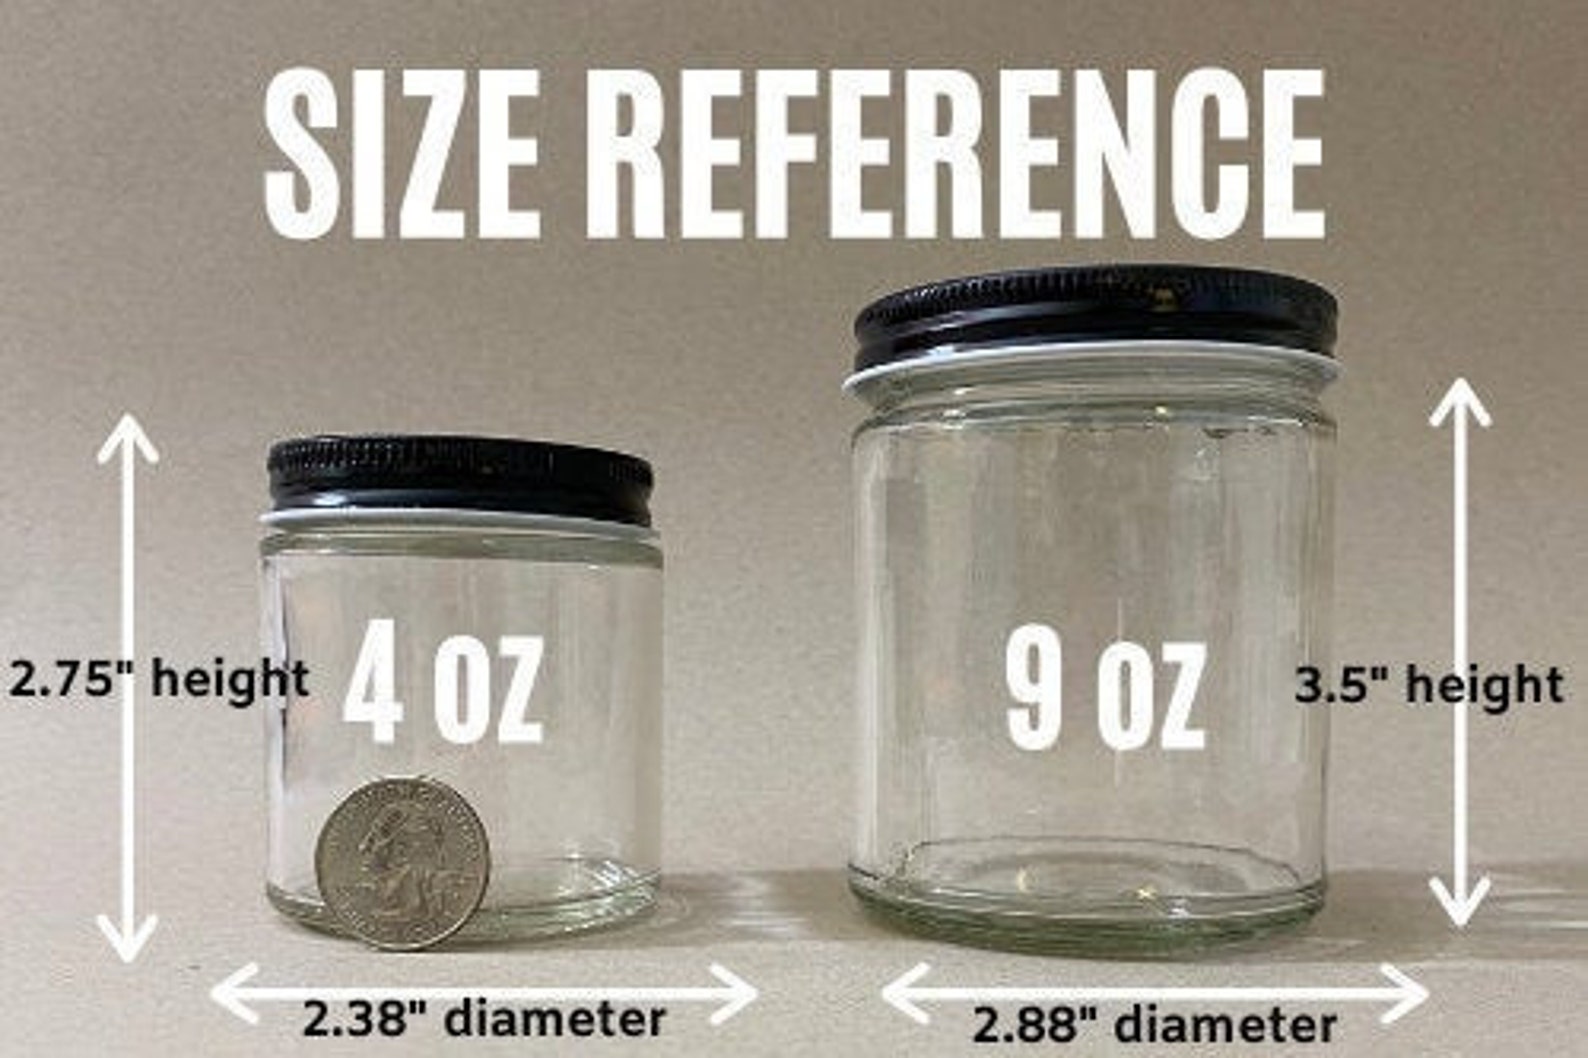 SIZE REFERENCE
4 oz
9 oz
2.75" height
3.5" height
2.38" diameter
2.88" diameter